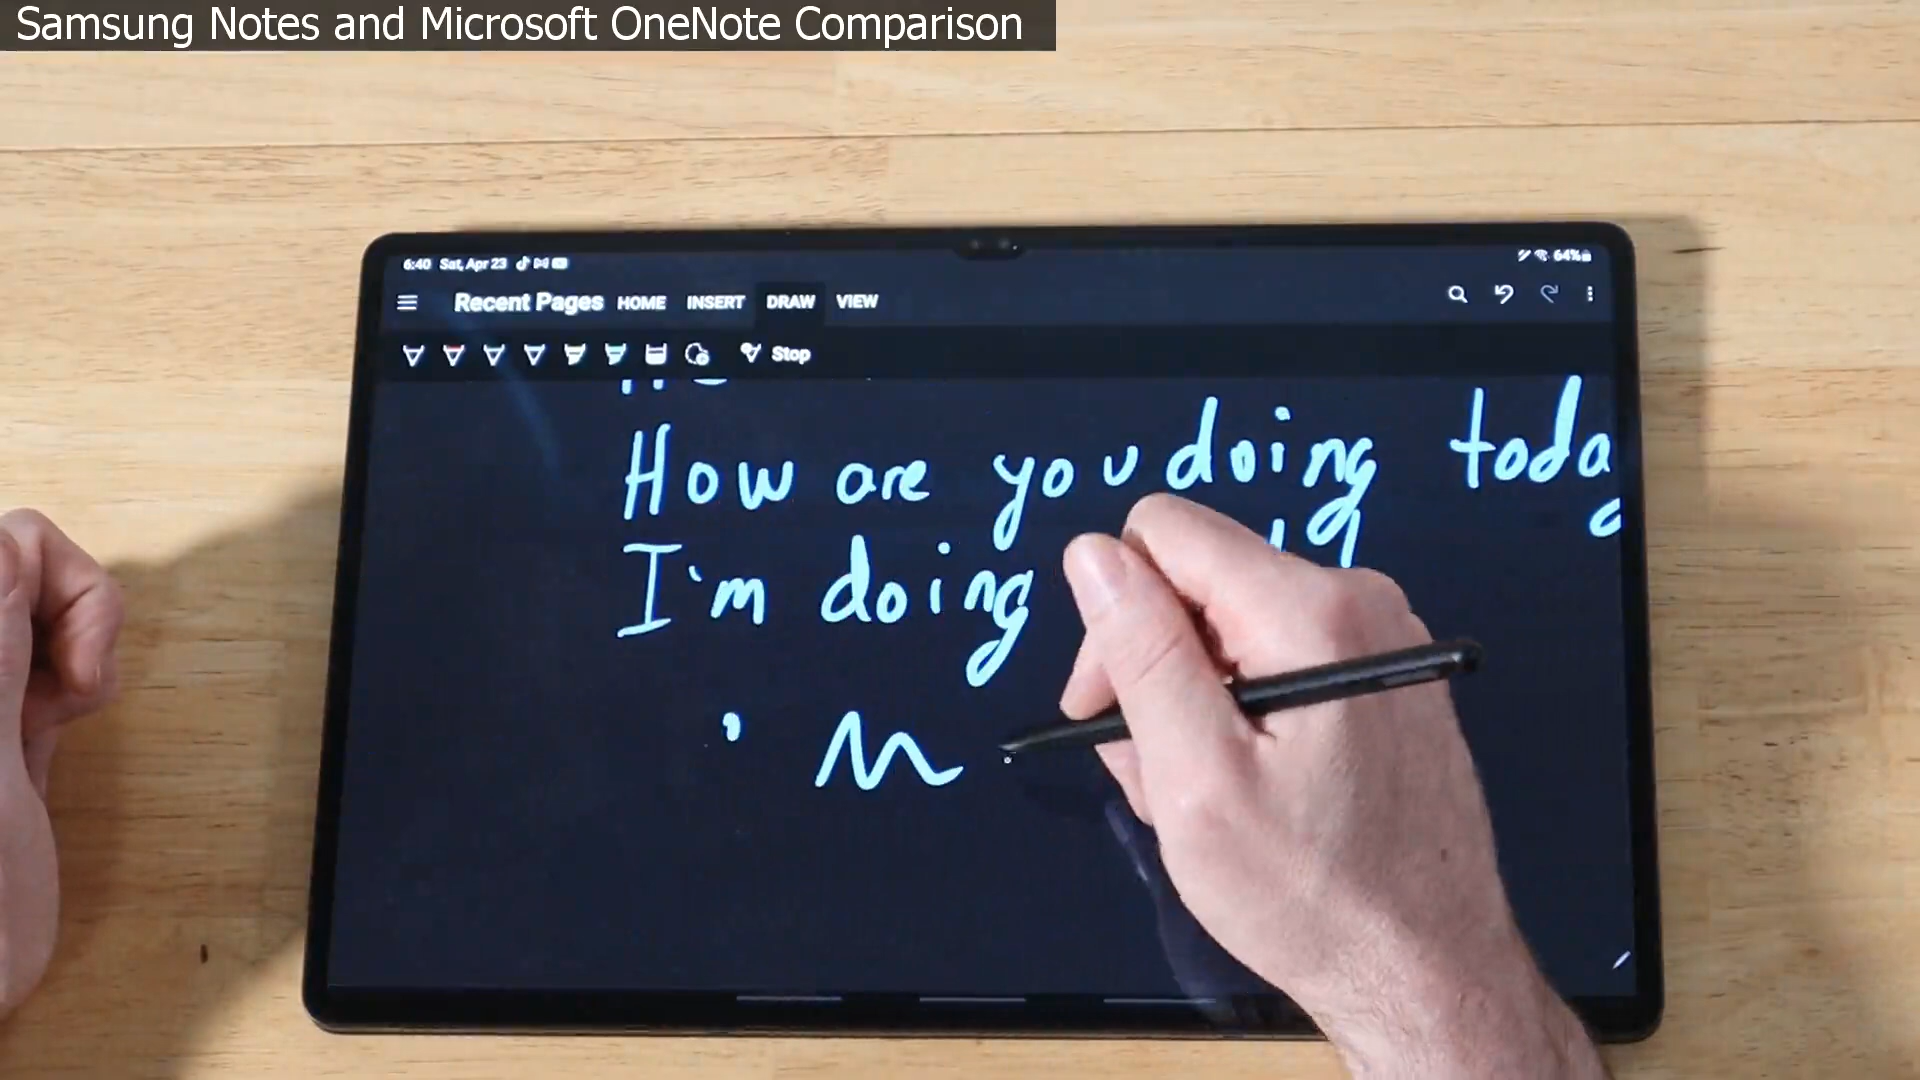 Samsung Notes and Microsoft OneNote Comparison
6:40 Sat, Apr 23
64%
Recent Pages HOME INSERT DRAW VIEW
Stop
How are you doing toda
I'm doing
' M